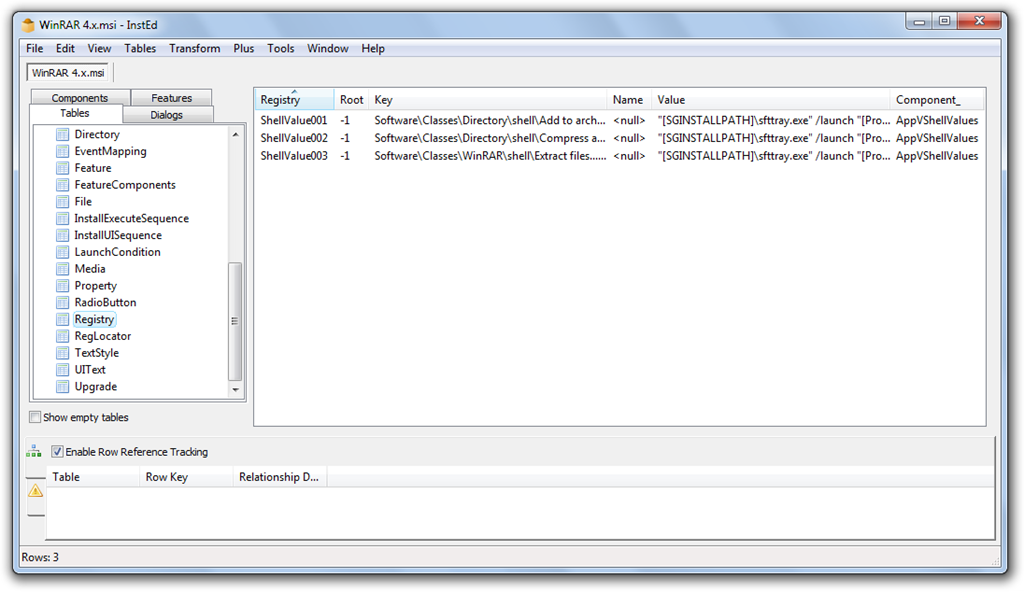 WinRAR 4.x.msi - InstEd
File Edit View Tables Transform Plus Tools Window Help
WinRAR 4.x.msi
Components Features
Tables Dialogs
Directory
EventMapping
Feature
FeatureComponents
File
InstallExecuteSequence
InstallUISequence
LaunchCondition
Media
Property
RadioButton
Registry
RegLocator
TextStyle
UIText
Upgrade
Show empty tables
Registry Root Key Name Value Component_
ShellValue001 -1 Software\Classes\Directory\shell\Add to arch... <null> "[SGINSTALLPATH]\sfttray.exe" /launch "[Pro... AppVShellValues
ShellValue002 -1 Software\Classes\Directory\shell\Compress a... <null> "[SGINSTALLPATH]\sfttray.exe" /launch "[Pro... AppVShellValues
ShellValue003 -1 Software\Classes\WinRAR\shell\Extract files...... <null> "[SGINSTALLPATH]\sfttray.exe" /launch "[Pro... AppVShellValues
Enable Row Reference Tracking
Table Row Key Relationship D...
Rows: 3